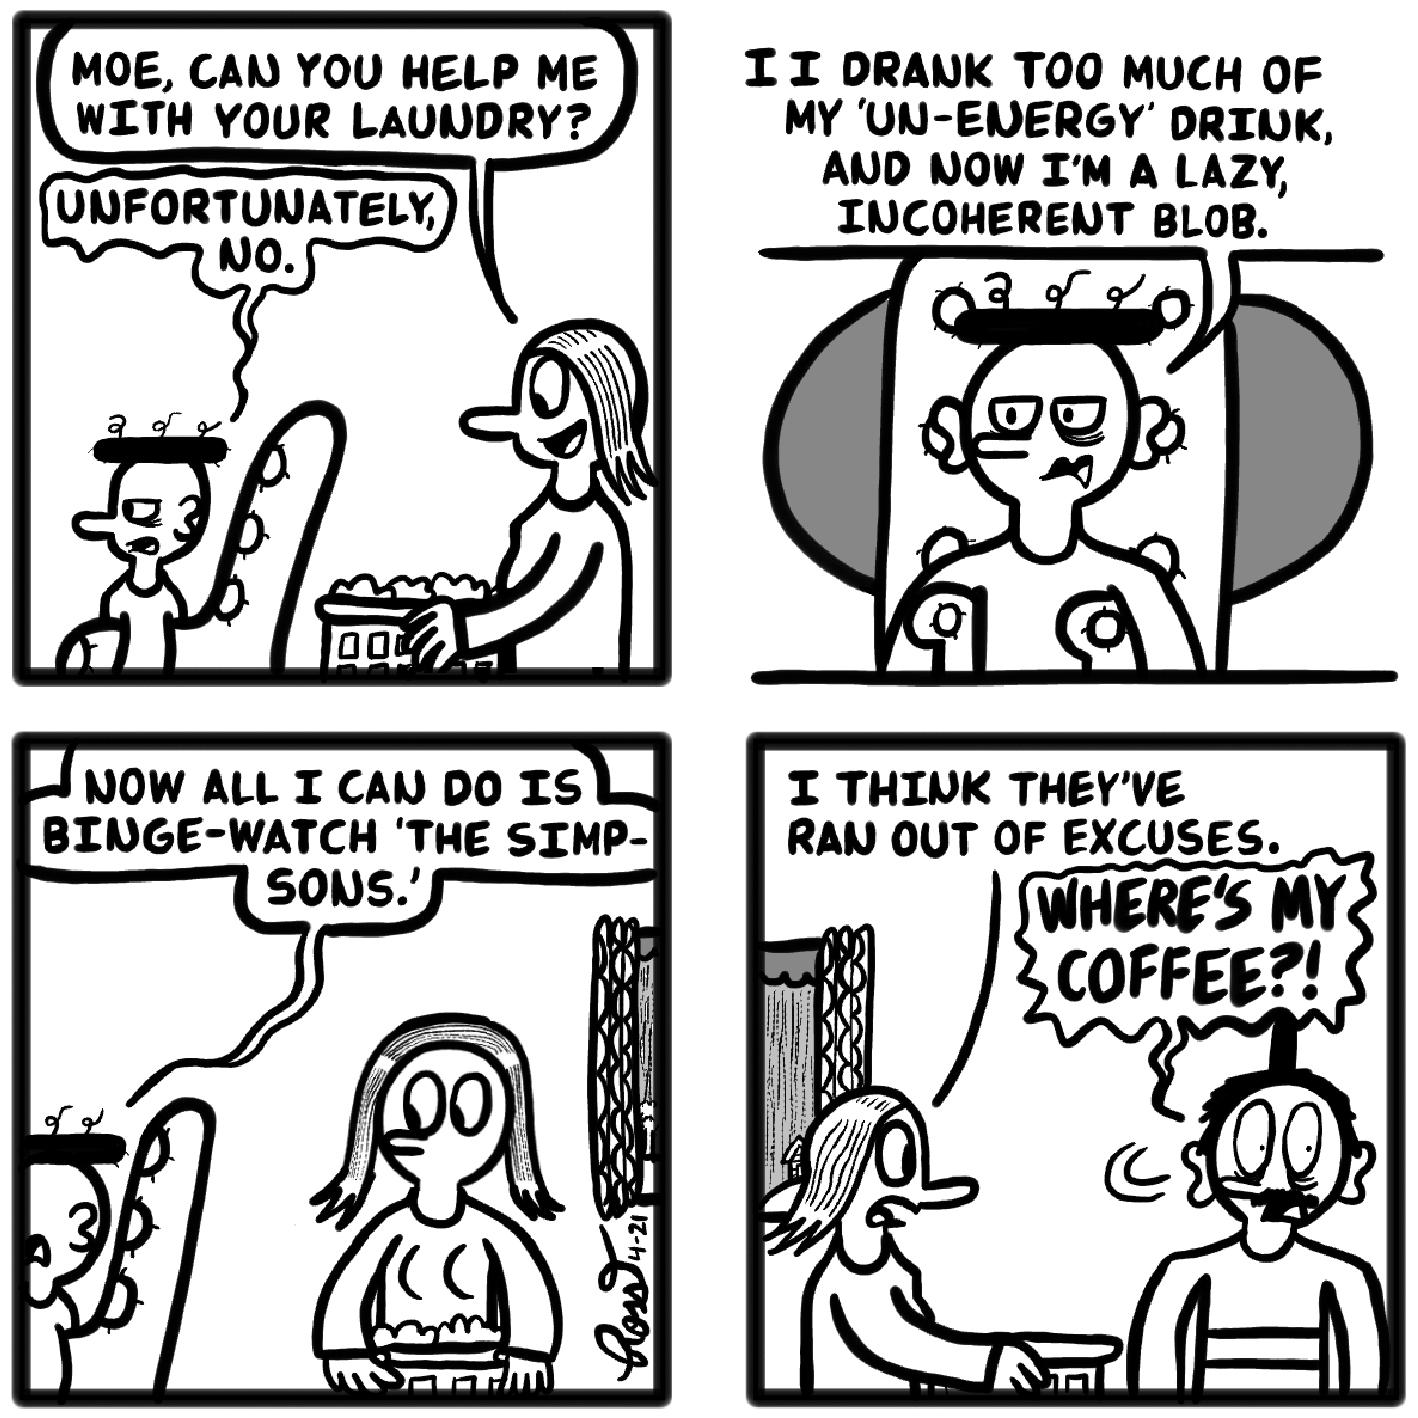 MOE, CAN YOU HELP ME
WITH YOUR LAUNDRY?
UNFORTUNATELY,
NO.
I I DRANK TOO MUCH OF
MY 'UN-ENERGY' DRINK,
AND NOW I'M A LAZY,
INCOHERENT BLOB.
NOW ALL I CAN DO IS
BINGE-WATCH 'THE SIMP-
SONS.'
Ross 4-21
I THINK THEY'VE
RAN OUT OF EXCUSES.
WHERE'S MY
COFFEE?!